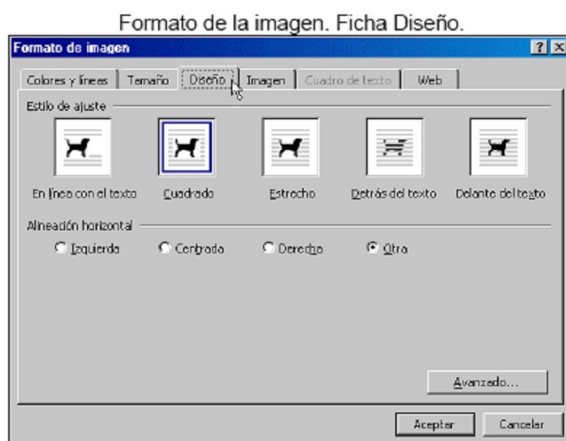 Formato de la imagen. Ficha Diseño.
Formato de imagen
Colores y líneas Tamaño Diseño Imagen Cuadro de texto Web
Estilo de ajuste
En línea con el texto Cuadrado Estrecho Detrás del texto Delante del texto
Alineación horizontal
Izquierda Centrada Derecha Otra
Avanzado...
Aceptar Cancelar